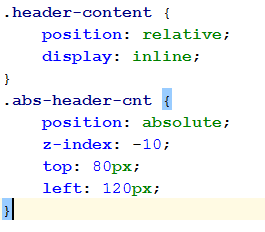 .header-content {
    position: relative;
    display: inline;
}
.abs-header-cnt {
    position: absolute;
    z-index: -10;
    top: 80px;
    left: 120px;
}